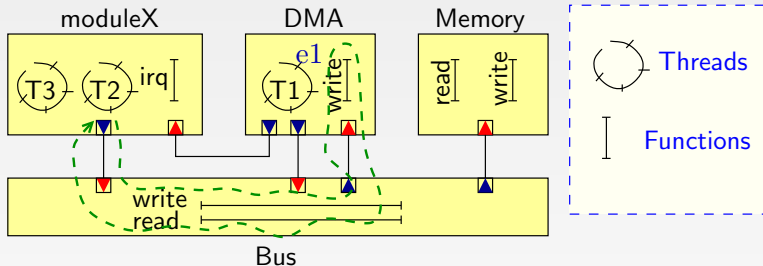 moduleX
DMA
Memory
T3
T2
irq
T1
e1
write
read
write
Threads
Functions
write
read
Bus